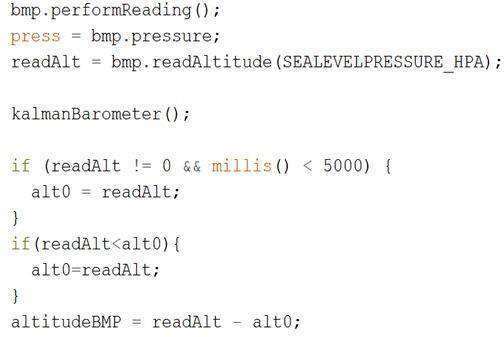 bmp.performReading();
press = bmp.pressure;
readAlt = bmp.readAltitude(SEALEVELPRESSURE_HPA);
kalmanBarometer();
if (readAlt != 0 && millis() < 5000) {
alt0 = readAlt;
}
if(readAlt<alt0){
alt0=readAlt;
}
altitudeBMP = readAlt - alt0;